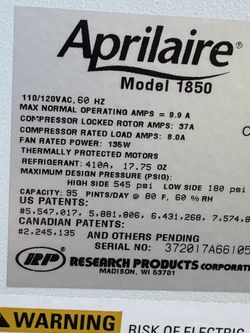 Aprilaire
Model 1850
110/120VAC, 60 HZ
MAX NORMAL OPERATING AMPS = 9.9 A
COMPRESSOR LOCKED ROTOR AMPS: 37A
COMPRESSOR RATED LOAD AMPS: 8.0A
FAN RATED POWER: 135W
THERMALLY PROTECTED MOTORS
REFRIGERANT: 410A, 17.75 OZ
MAXIMUM DESIGN PRESSURE (PSIG):
HIGH SIDE 545 psi LOW SIDE 180 psi
CAPACITY: 95 PINTS/DAY @ 80 F, 60 % RH
US PATENTS:
#5,547,017, 5,881,806, 6,431,268, 7,574,8
CANADIAN PATENTS:
#2,245,135 AND OTHERS PENDING
SERIAL NO: 372017A66105
RP RESEARCH PRODUCTS CORPORATION
MADISON, WI 53701
WARNING RISK OF ELECTRIC